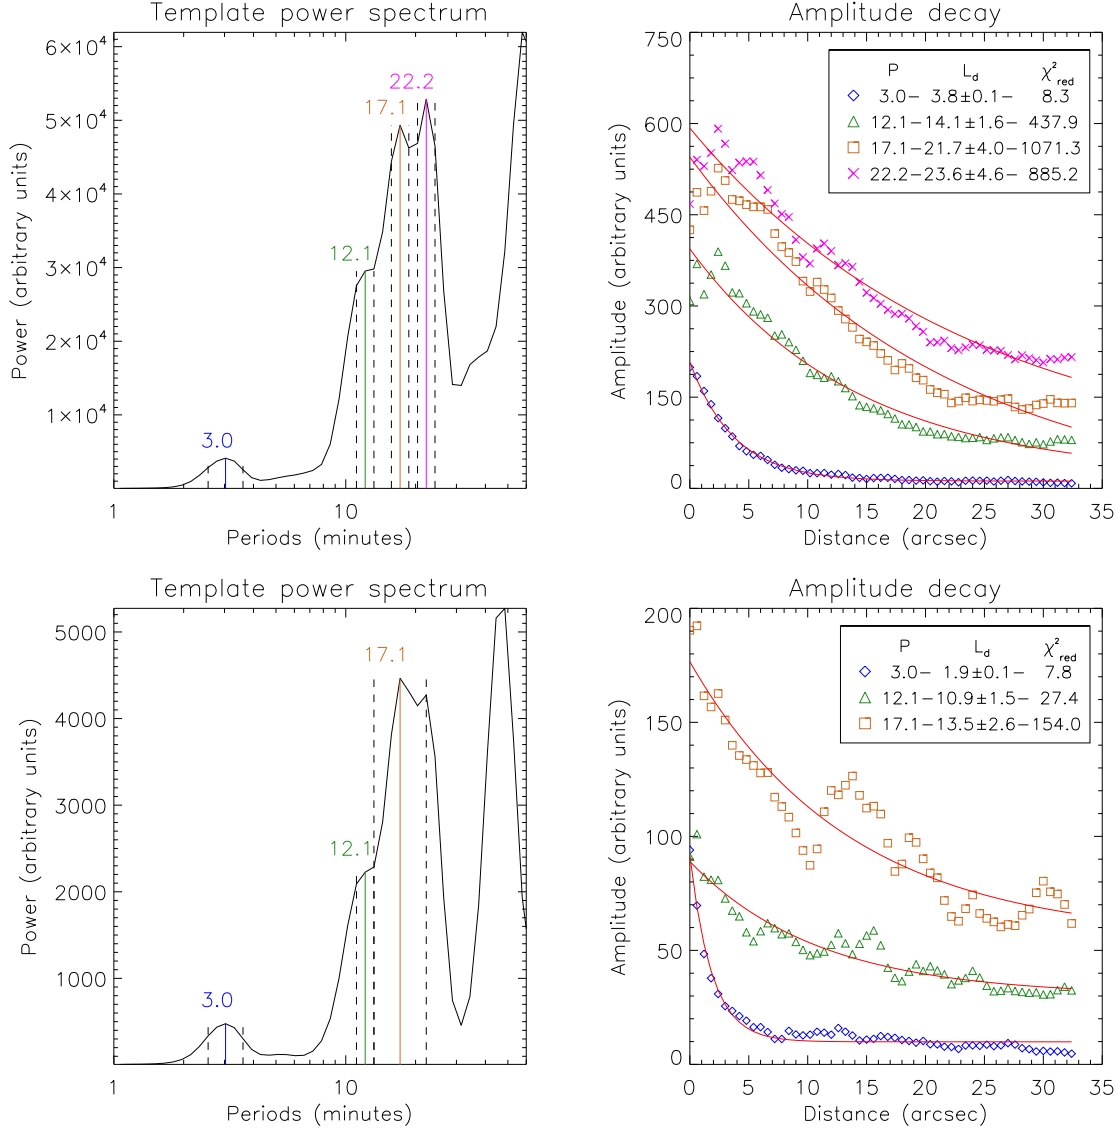 Template power spectrum
Power (arbitrary units)
6×10⁴
5×10⁴
4×10⁴
3×10⁴
2×10⁴
1×10⁴
22.2
17.1
12.1
3.0
1
10
Periods (minutes)
Amplitude decay
Amplitude (arbitrary units)
750
600
450
300
150
0
P L_d χ²_red
3.0− 3.8±0.1− 8.3
12.1−14.1±1.6− 437.9
17.1−21.7±4.0−1071.3
22.2−23.6±4.6− 885.2
0 5 10 15 20 25 30 35
Distance (arcsec)
Template power spectrum
Power (arbitrary units)
5000
4000
3000
2000
1000
17.1
12.1
3.0
1
10
Periods (minutes)
Amplitude decay
Amplitude (arbitrary units)
200
150
100
50
0
P L_d χ²_red
3.0− 1.9±0.1− 7.8
12.1−10.9±1.5− 27.4
17.1−13.5±2.6−154.0
0 5 10 15 20 25 30 35
Distance (arcsec)